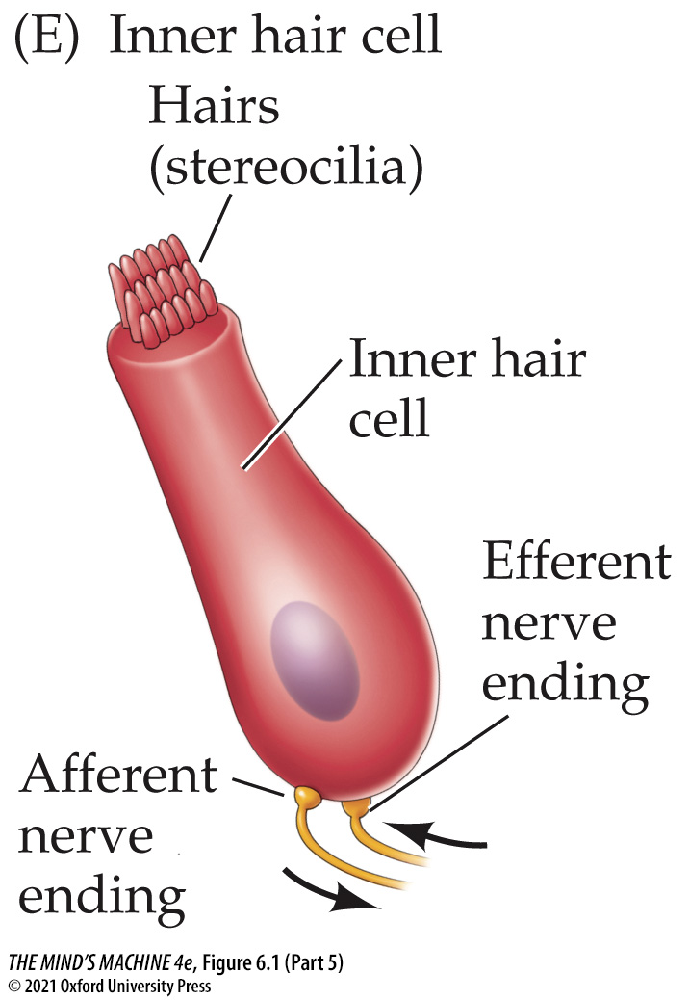 (E) Inner hair cell
Hairs
(stereocilia)
Inner hair
cell
Efferent
nerve
ending
Afferent
nerve
ending
THE MIND'S MACHINE 4e, Figure 6.1 (Part 5)
© 2021 Oxford University Press